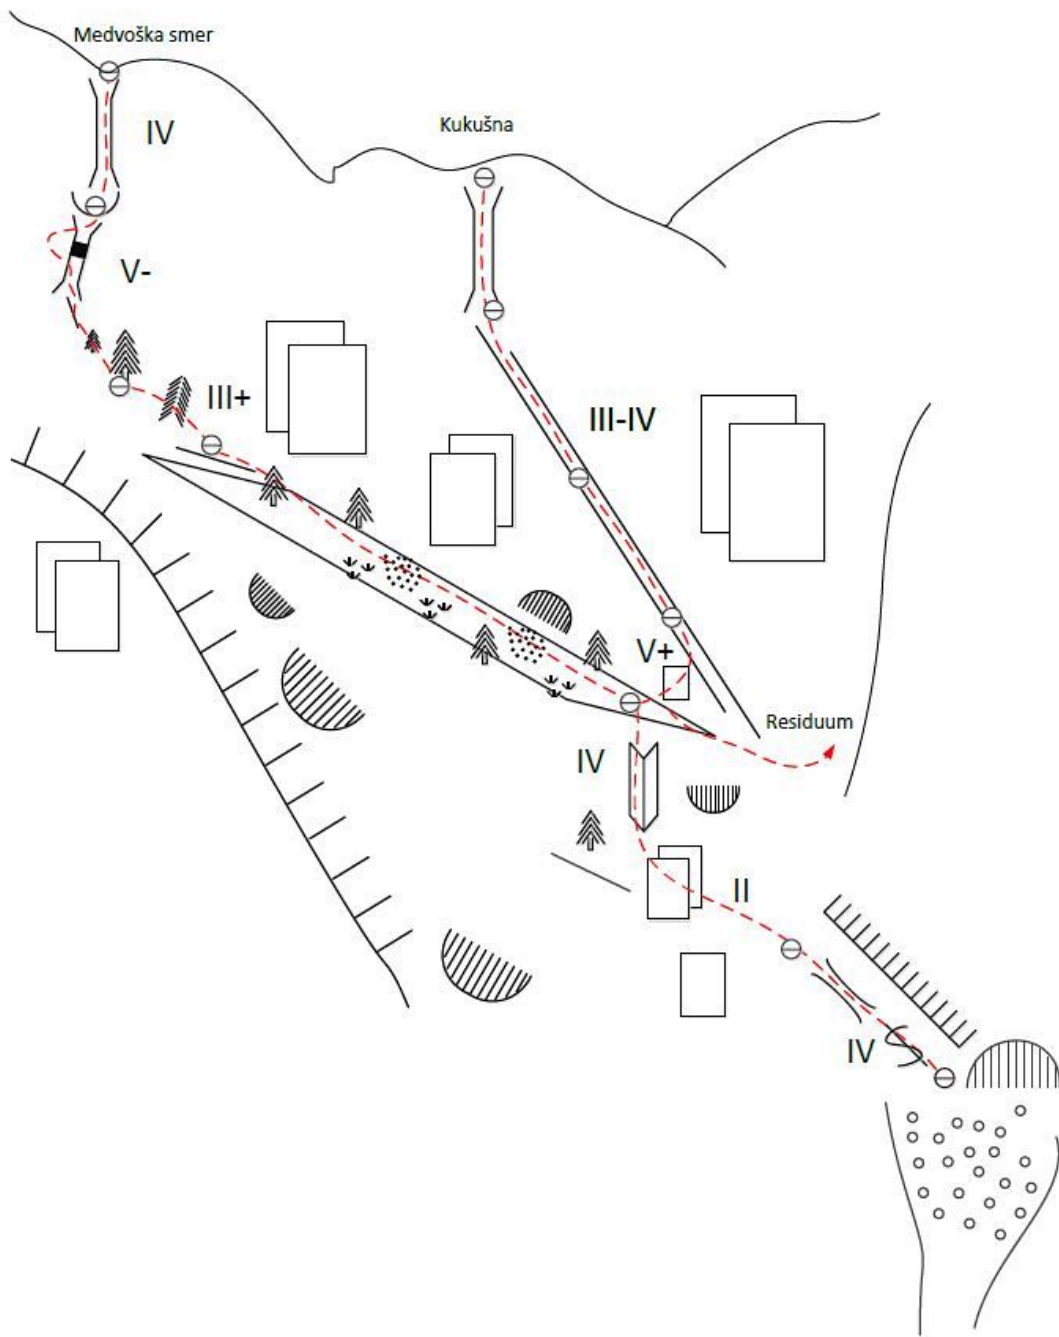 Medvoška smer
IV
Kukušna
V-
III+
III-IV
V+
Residuum
IV
II
IV